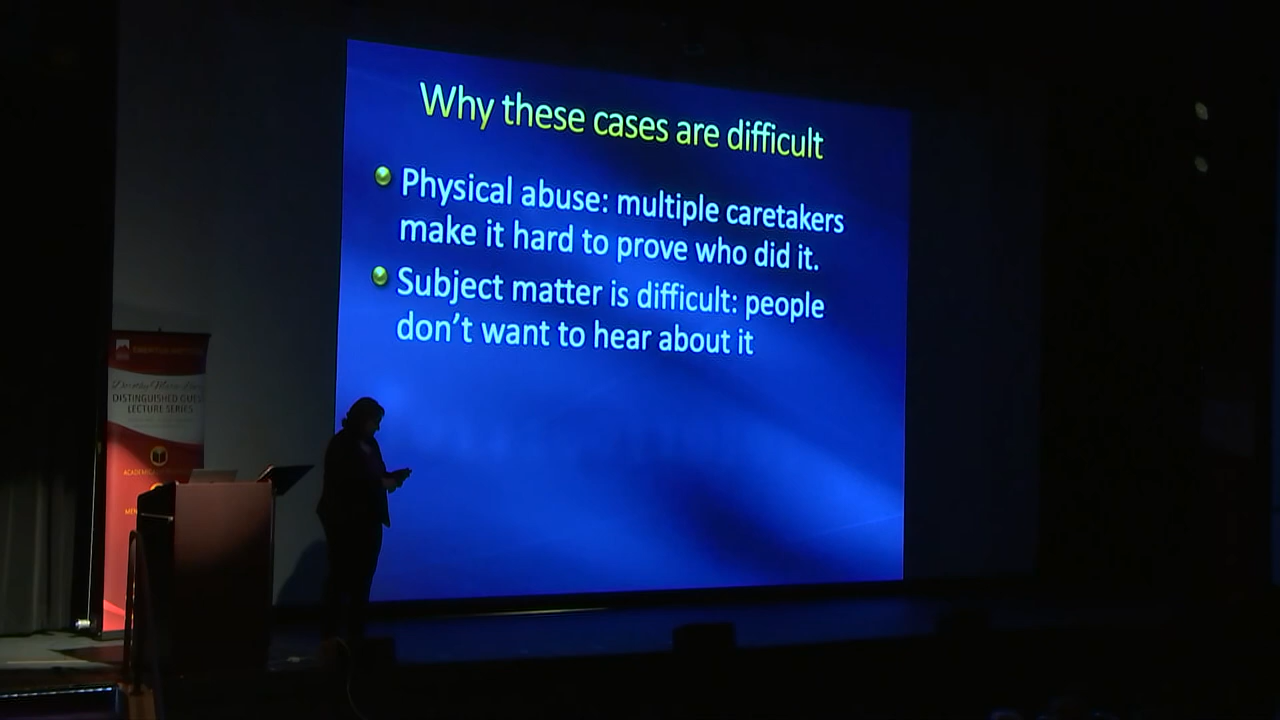 Why these cases are difficult
Physical abuse: multiple caretakers
make it hard to prove who did it.
Subject matter is difficult: people
don't want to hear about it
DISTINGUISHED
LECTURE SERIES